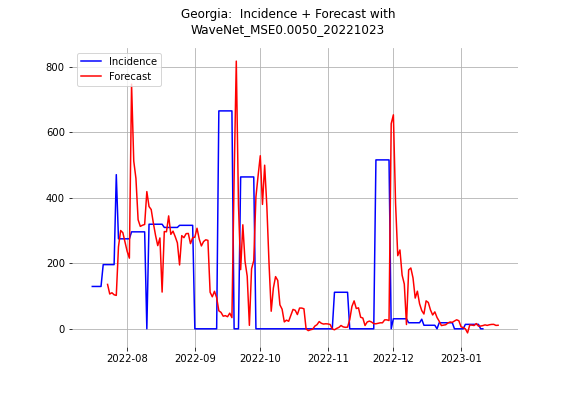 Georgia:  Incidence + Forecast with
WaveNet_MSE0.0050_20221023
Incidence
Forecast
800
600
400
200
0
2022-08
2022-09
2022-10
2022-11
2022-12
2023-01